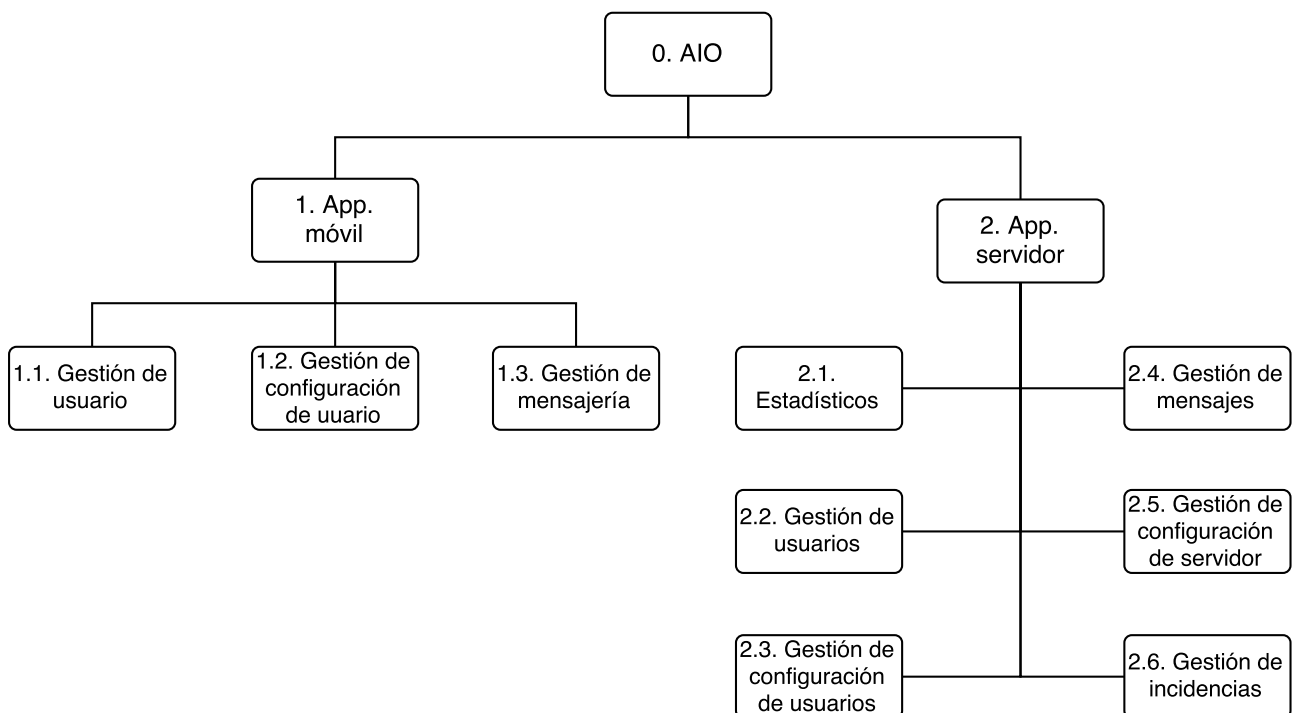 0. AIO
1. App.
móvil
2. App.
servidor
1.1. Gestión de
usuario
1.2. Gestión de
configuración
de uuario
1.3. Gestión de
mensajería
2.1.
Estadísticos
2.4. Gestión de
mensajes
2.2. Gestión de
usuarios
2.5. Gestión de
configuración
de servidor
2.3. Gestión de
configuración
de usuarios
2.6. Gestión de
incidencias